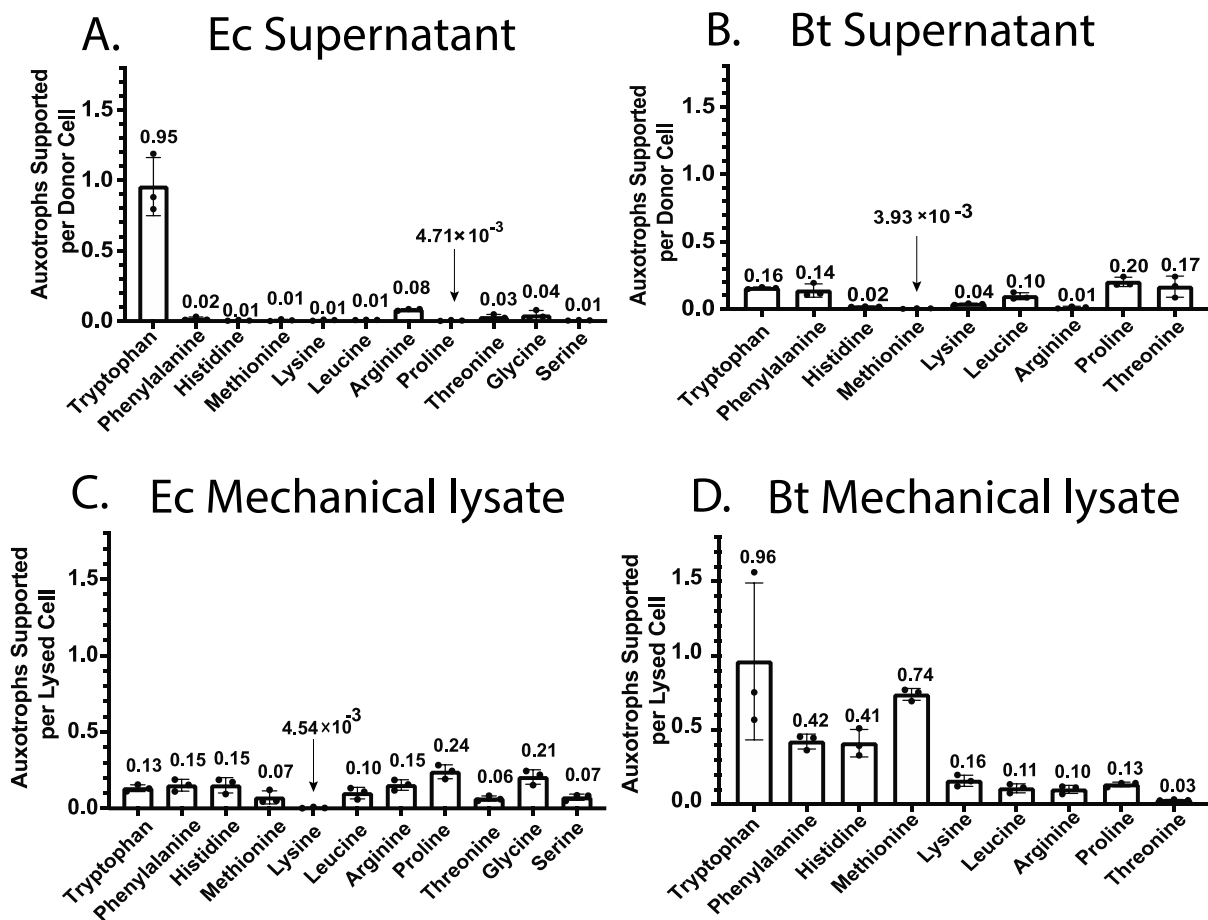 A. Ec Supernatant
Auxotrophs Supported
per Donor Cell
1.5
1.0
0.5
0.0
0.95
0.02
0.01
0.01
0.01
0.01
0.08
4.71×10⁻³
0.03
0.04
0.01
Tryptophan
Phenylalanine
Histidine
Methionine
Lysine
Leucine
Arginine
Proline
Threonine
Glycine
Serine
B. Bt Supernatant
Auxotrophs Supported
per Donor Cell
1.5
1.0
0.5
0.0
0.16
0.14
0.02
3.93×10⁻³
0.04
0.10
0.01
0.20
0.17
Tryptophan
Phenylalanine
Histidine
Methionine
Lysine
Leucine
Arginine
Proline
Threonine
C. Ec Mechanical lysate
Auxotrophs Supported
per Lysed Cell
1.5
1.0
0.5
0.0
0.13
0.15
0.15
0.07
4.54×10⁻³
0.10
0.15
0.24
0.06
0.21
0.07
Tryptophan
Phenylalanine
Histidine
Methionine
Lysine
Leucine
Arginine
Proline
Threonine
Glycine
Serine
D. Bt Mechanical lysate
Auxotrophs Supported
per Lysed Cell
1.5
1.0
0.5
0.0
0.96
0.42
0.41
0.74
0.16
0.11
0.10
0.13
0.03
Tryptophan
Phenylalanine
Histidine
Methionine
Lysine
Leucine
Arginine
Proline
Threonine